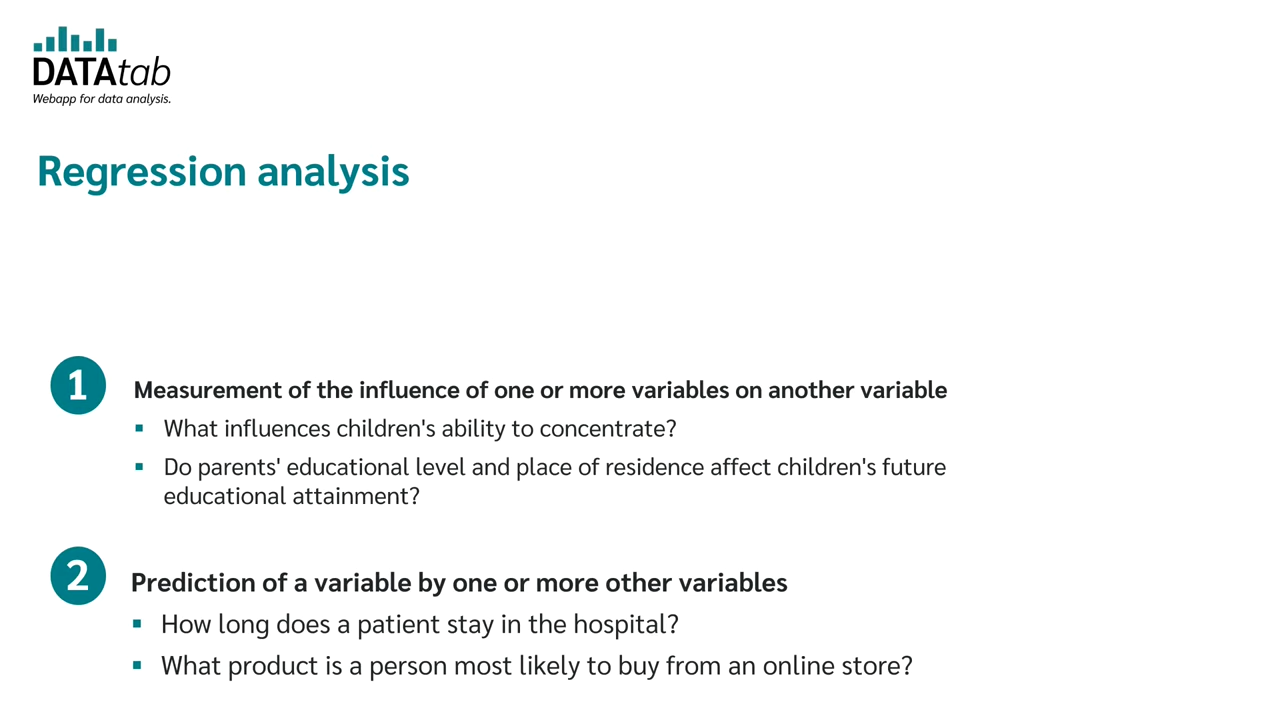 DATAtab
Webapp for data analysis.
Regression analysis
1
Measurement of the influence of one or more variables on another variable
▪ What influences children's ability to concentrate?
▪ Do parents' educational level and place of residence affect children's future
educational attainment?
2
Prediction of a variable by one or more other variables
▪ How long does a patient stay in the hospital?
▪ What product is a person most likely to buy from an online store?